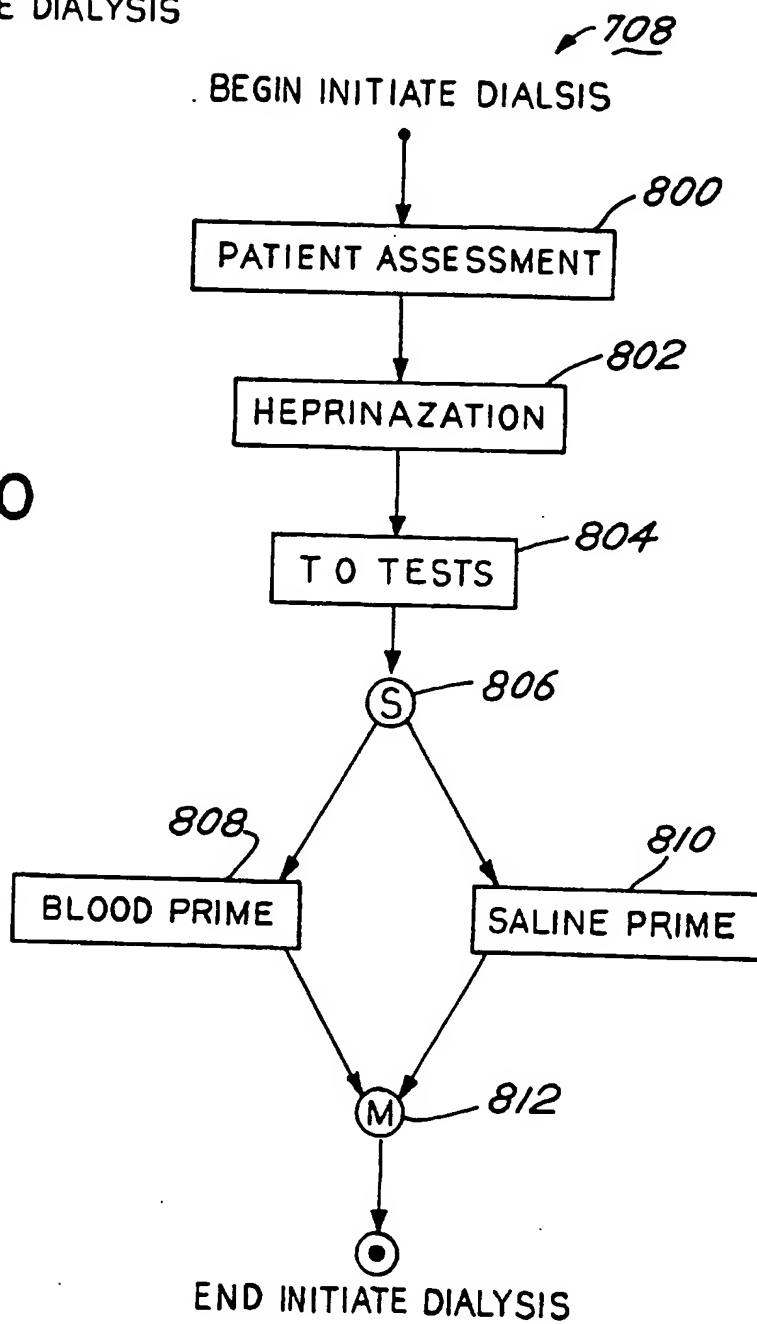 E DIALYSIS
708
BEGIN INITIATE DIALSIS
800
PATIENT ASSESSMENT
802
HEPRINAZATION
O
804
T O TESTS
806
S
808
810
BLOOD PRIME
SALINE PRIME
812
M
END INITIATE DIALYSIS